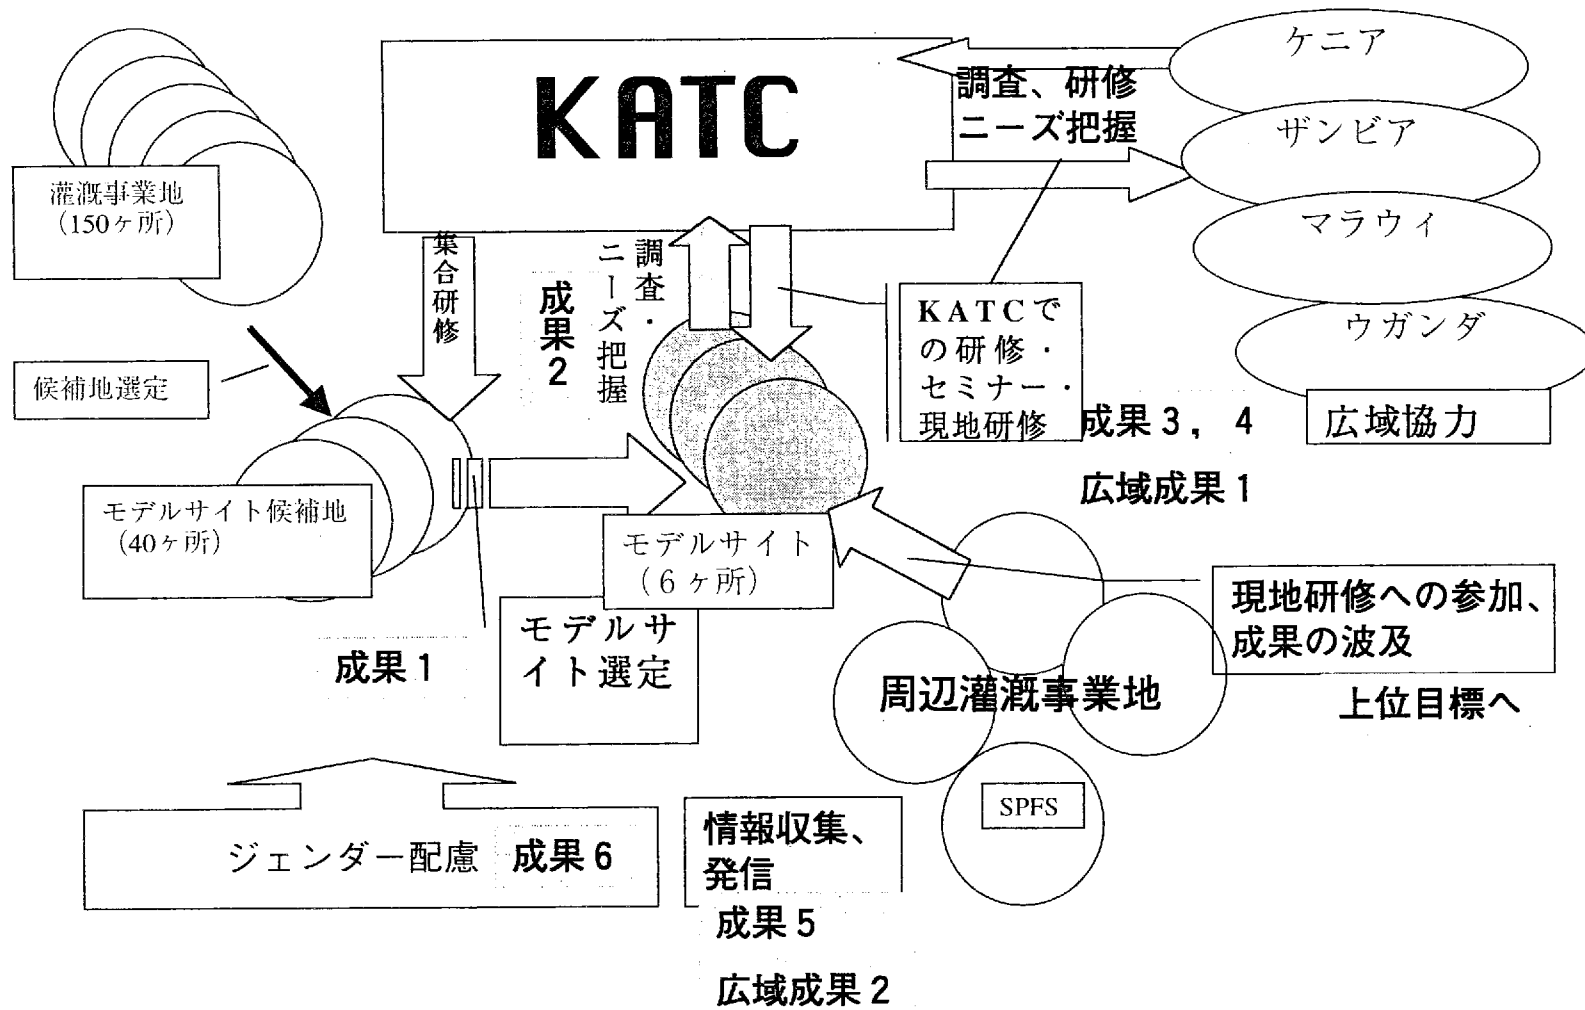 KATC
ケニア
ザンビア
マラウィ
ウガンダ
広域協力
調査、研修
ニーズ把握
灌漑事業地
（150ヶ所）
候補地選定
集合研修
成果2
調査・
ニーズ把握
KATCで
の研修・
セミナー・
現地研修
成果3，4
広域成果1
モデルサイト候補地
（40ヶ所）
モデルサイト
（６ヶ所）
成果1
モデルサ
イト選定
現地研修への参加、
成果の波及
上位目標へ
周辺灌漑事業地
SPFS
ジェンダー配慮
成果6
情報収集、
発信
成果5
広域成果2